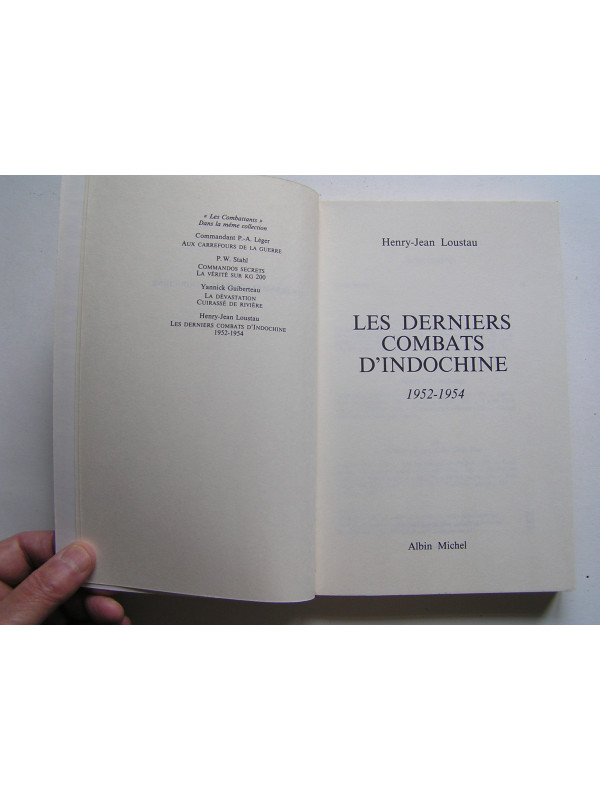 « Les Combattants »
Dans la même collection
Commandant P.-A. Léger
AUX CARREFOURS DE LA GUERRE
P.W. Stahl
COMMANDOS SECRETS
LA VÉRITÉ SUR KG 200
Yannick Guiberteau
LA DÉVASTATION
CUIRASSÉ DE RIVIÈRE
Henry-Jean Loustau
LES DERNIERS COMBATS D'INDOCHINE
1952-1954
Henry-Jean Loustau
LES DERNIERS
COMBATS
D'INDOCHINE
1952-1954
Albin Michel